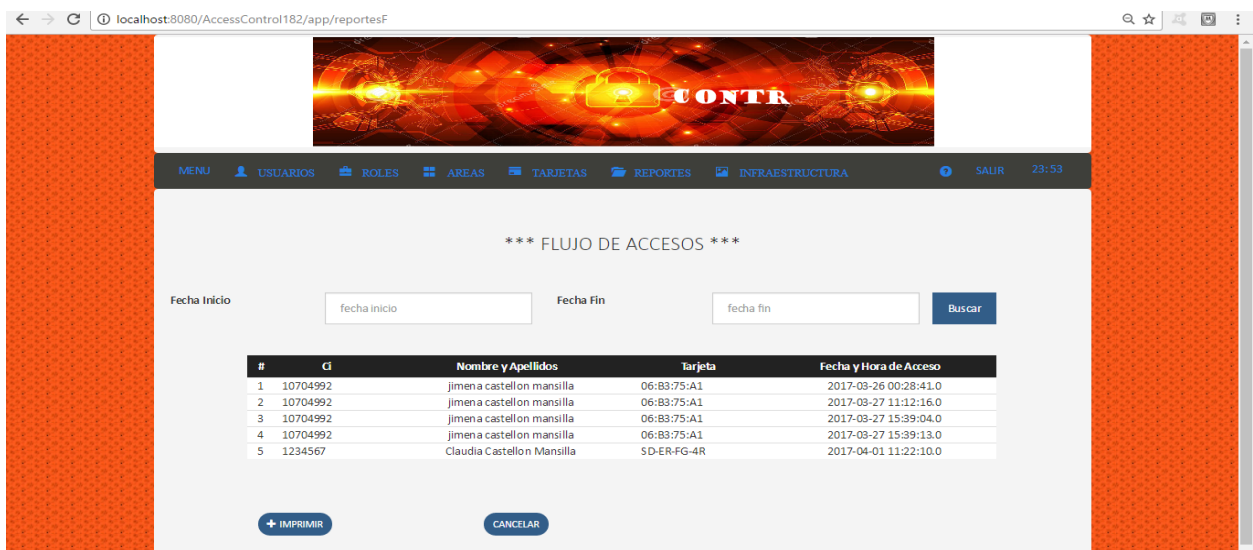 localhost:8080/AccessControl182/app/reportesF
CONTR
MENU USUARIOS ROLES AREAS TARJETAS REPORTES INFRAESTRUCTURA SALIR 23:53
*** FLUJO DE ACCESOS ***
Fecha Inicio fecha inicio Fecha Fin fecha fin Buscar
# Ci Nombre y Apellidos Tarjeta Fecha y Hora de Acceso
1 10704992 jimena castellon mansilla 06:B3:75:A1 2017-03-26 00:28:41.0
2 10704992 jimena castellon mansilla 06:B3:75:A1 2017-03-27 11:12:16.0
3 10704992 jimena castellon mansilla 06:B3:75:A1 2017-03-27 15:39:04.0
4 10704992 jimena castellon mansilla 06:B3:75:A1 2017-03-27 15:39:13.0
5 1234567 Claudia Castellon Mansilla SD-ER-FG-4R 2017-04-01 11:22:10.0
IMPRIMIR CANCELAR